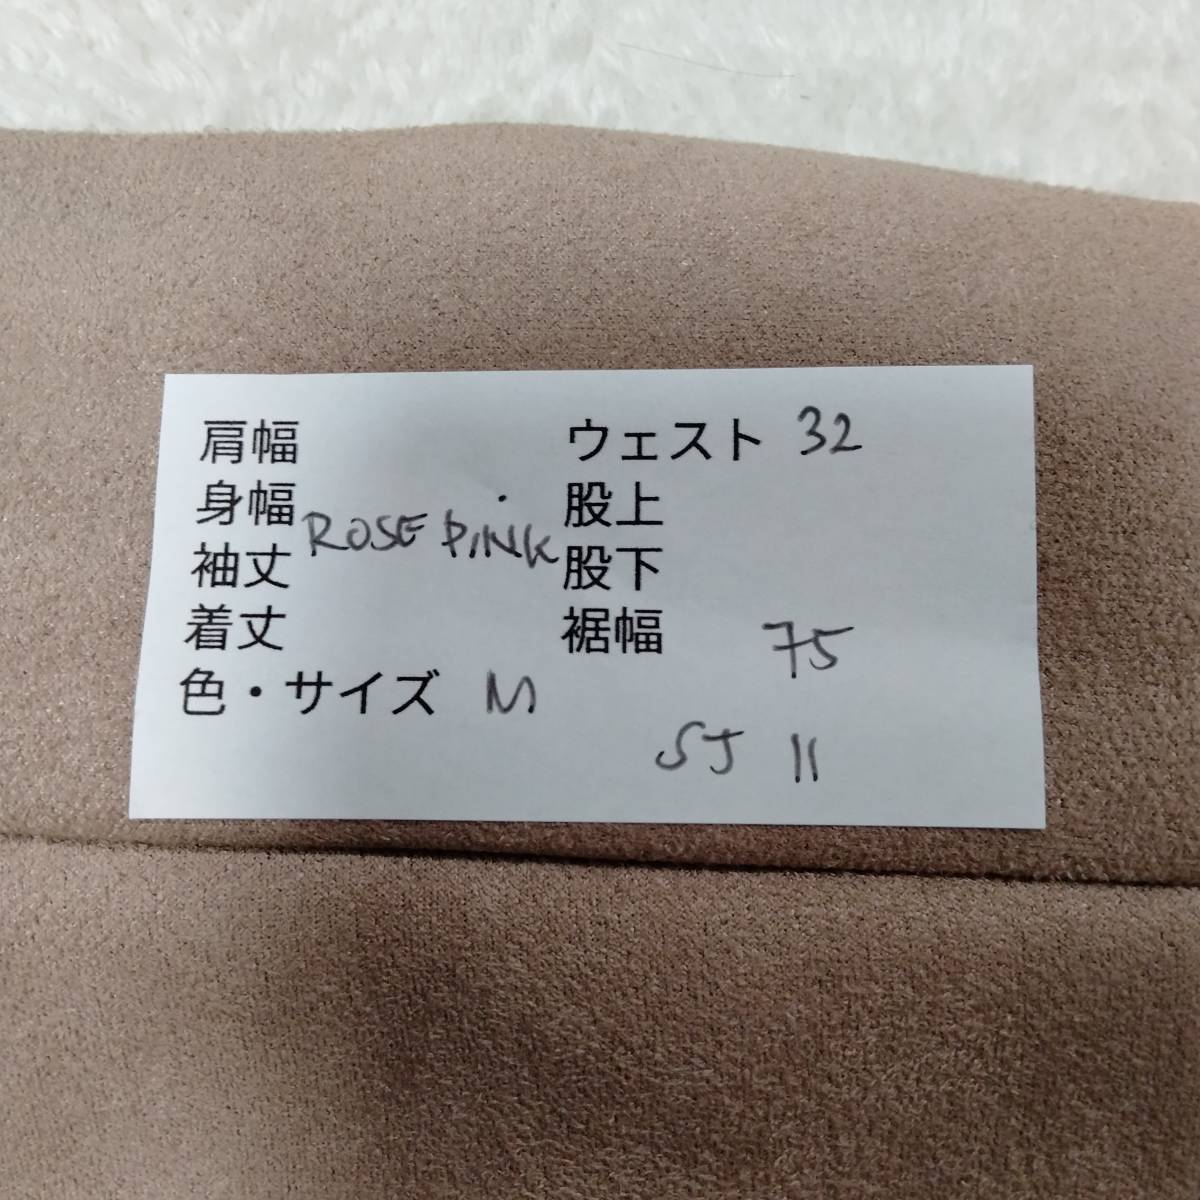 肩幅
身幅
ROSE PINK
袖丈
着丈
色・サイズ M
ウェスト 32
股上
股下
裾幅
75
SJ 11